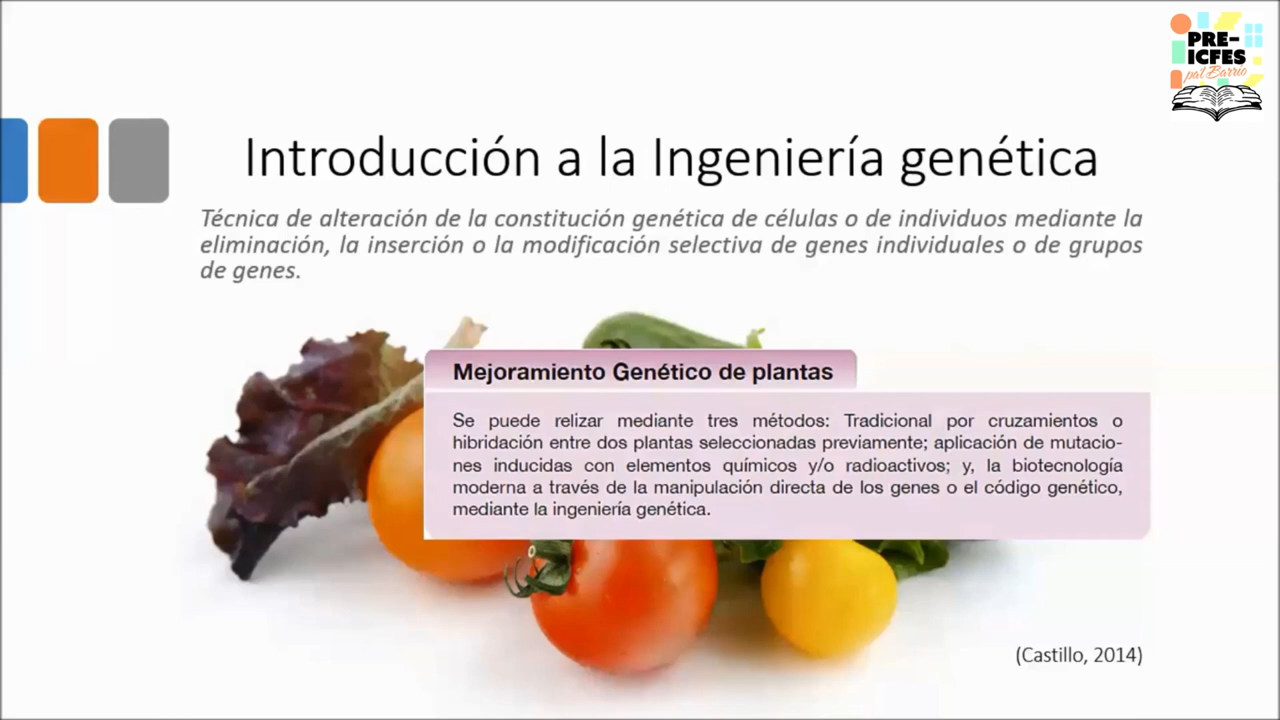 PRE-
ICFES
pa'l Barrio
Introducción a la Ingeniería genética
Técnica de alteración de la constitución genética de células o de individuos mediante la
eliminación, la inserción o la modificación selectiva de genes individuales o de grupos
de genes.
Mejoramiento Genético de plantas
Se puede relizar mediante tres métodos: Tradicional por cruzamientos o
hibridación entre dos plantas seleccionadas previamente; aplicación de mutacio-
nes inducidas con elementos químicos y/o radioactivos; y, la biotecnología
moderna a través de la manipulación directa de los genes o el código genético,
mediante la ingeniería genética.
(Castillo, 2014)